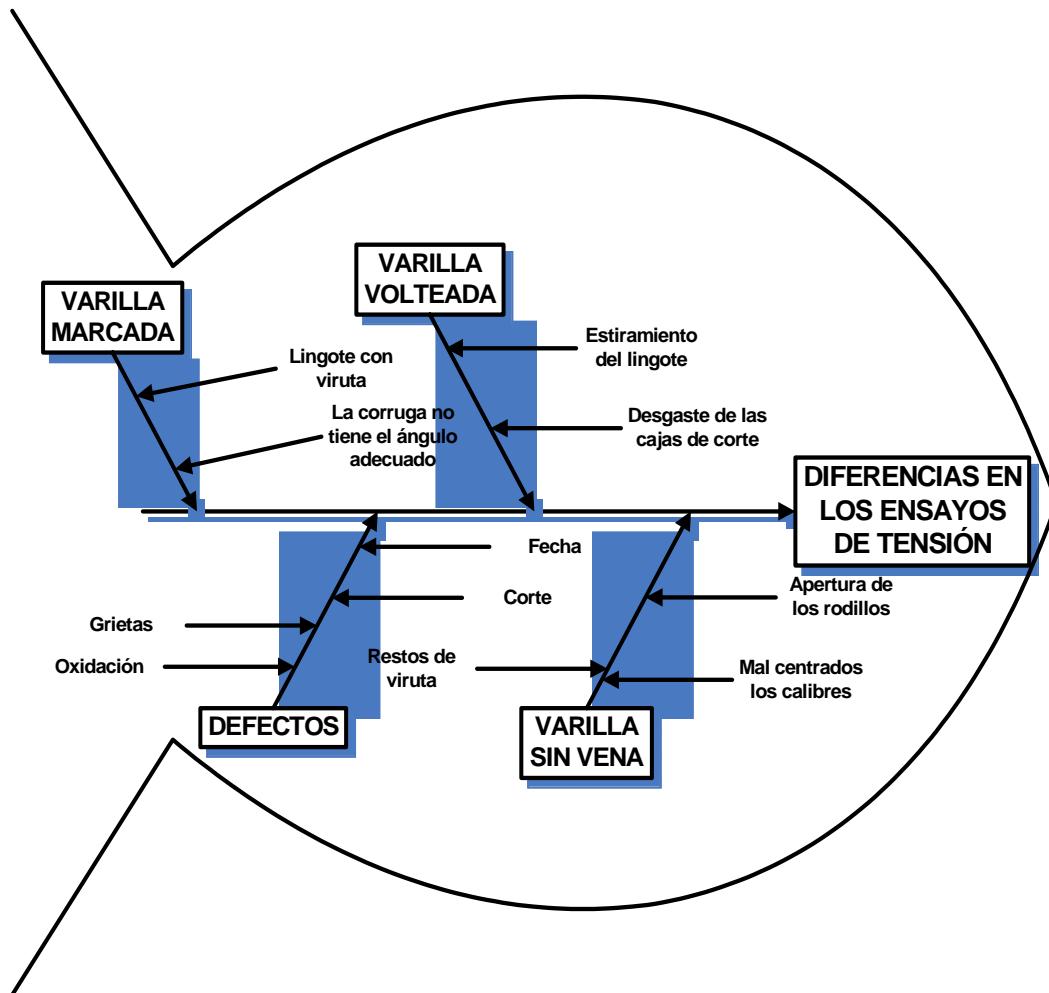 VARILLA
MARCADA
VARILLA
VOLTEADA
Lingote con
viruta
La corruga no
tiene el ángulo
adecuado
Estiramiento
del lingote
Desgaste de las
cajas de corte
DIFERENCIAS EN
LOS ENSAYOS
DE TENSIÓN
Fecha
Corte
Grietas
Oxidación
Restos de
viruta
Apertura de
los rodillos
Mal centrados
los calibres
DEFECTOS
VARILLA
SIN VENA